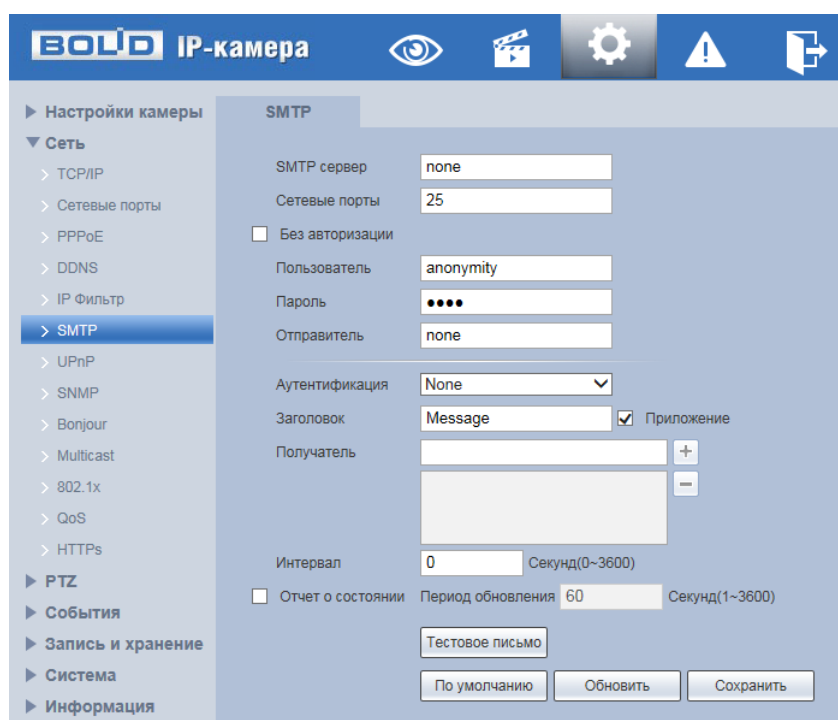 BOLID IP-камера
Настройки камеры
Сеть
TCP/IP
Сетевые порты
PPPoE
DDNS
IP Фильтр
SMTP
UPnP
SNMP
Bonjour
Multicast
802.1x
QoS
HTTPs
PTZ
События
Запись и хранение
Система
Информация
SMTP
SMTP сервер none
Сетевые порты 25
Без авторизации
Пользователь anonymity
Пароль ••••
Отправитель none
Аутентификация None
Заголовок Message Приложение
Получатель +
−
Интервал 0 Секунд(0~3600)
Отчет о состоянии Период обновления 60 Секунд(1~3600)
Тестовое письмо
По умолчанию Обновить Сохранить